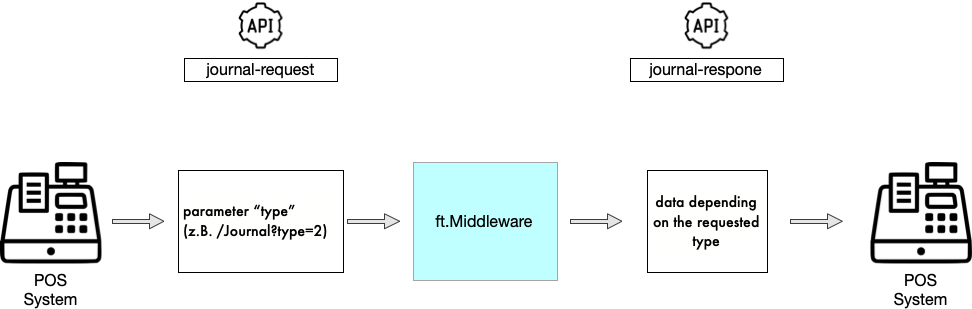 API
API
journal-request
journal-respone
parameter “type”
(z.B. /Journal?type=2)
ft.Middleware
data depending
on the requested
type
POS
System
POS
System